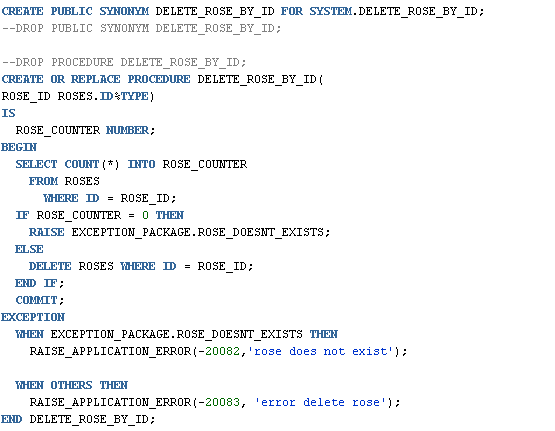 CREATE PUBLIC SYNONYM DELETE_ROSE_BY_ID FOR SYSTEM.DELETE_ROSE_BY_ID;
--DROP PUBLIC SYNONYM DELETE_ROSE_BY_ID;

--DROP PROCEDURE DELETE_ROSE_BY_ID;
CREATE OR REPLACE PROCEDURE DELETE_ROSE_BY_ID(
ROSE_ID ROSES.ID%TYPE)
IS
  ROSE_COUNTER NUMBER;
BEGIN
  SELECT COUNT(*) INTO ROSE_COUNTER
    FROM ROSES
      WHERE ID = ROSE_ID;
  IF ROSE_COUNTER = 0 THEN
    RAISE EXCEPTION_PACKAGE.ROSE_DOESNT_EXISTS;
  ELSE
    DELETE ROSES WHERE ID = ROSE_ID;
  END IF;
  COMMIT;
EXCEPTION
  WHEN EXCEPTION_PACKAGE.ROSE_DOESNT_EXISTS THEN
    RAISE_APPLICATION_ERROR(-20082,'rose does not exist');

  WHEN OTHERS THEN
    RAISE_APPLICATION_ERROR(-20083, 'error delete rose');
END DELETE_ROSE_BY_ID;